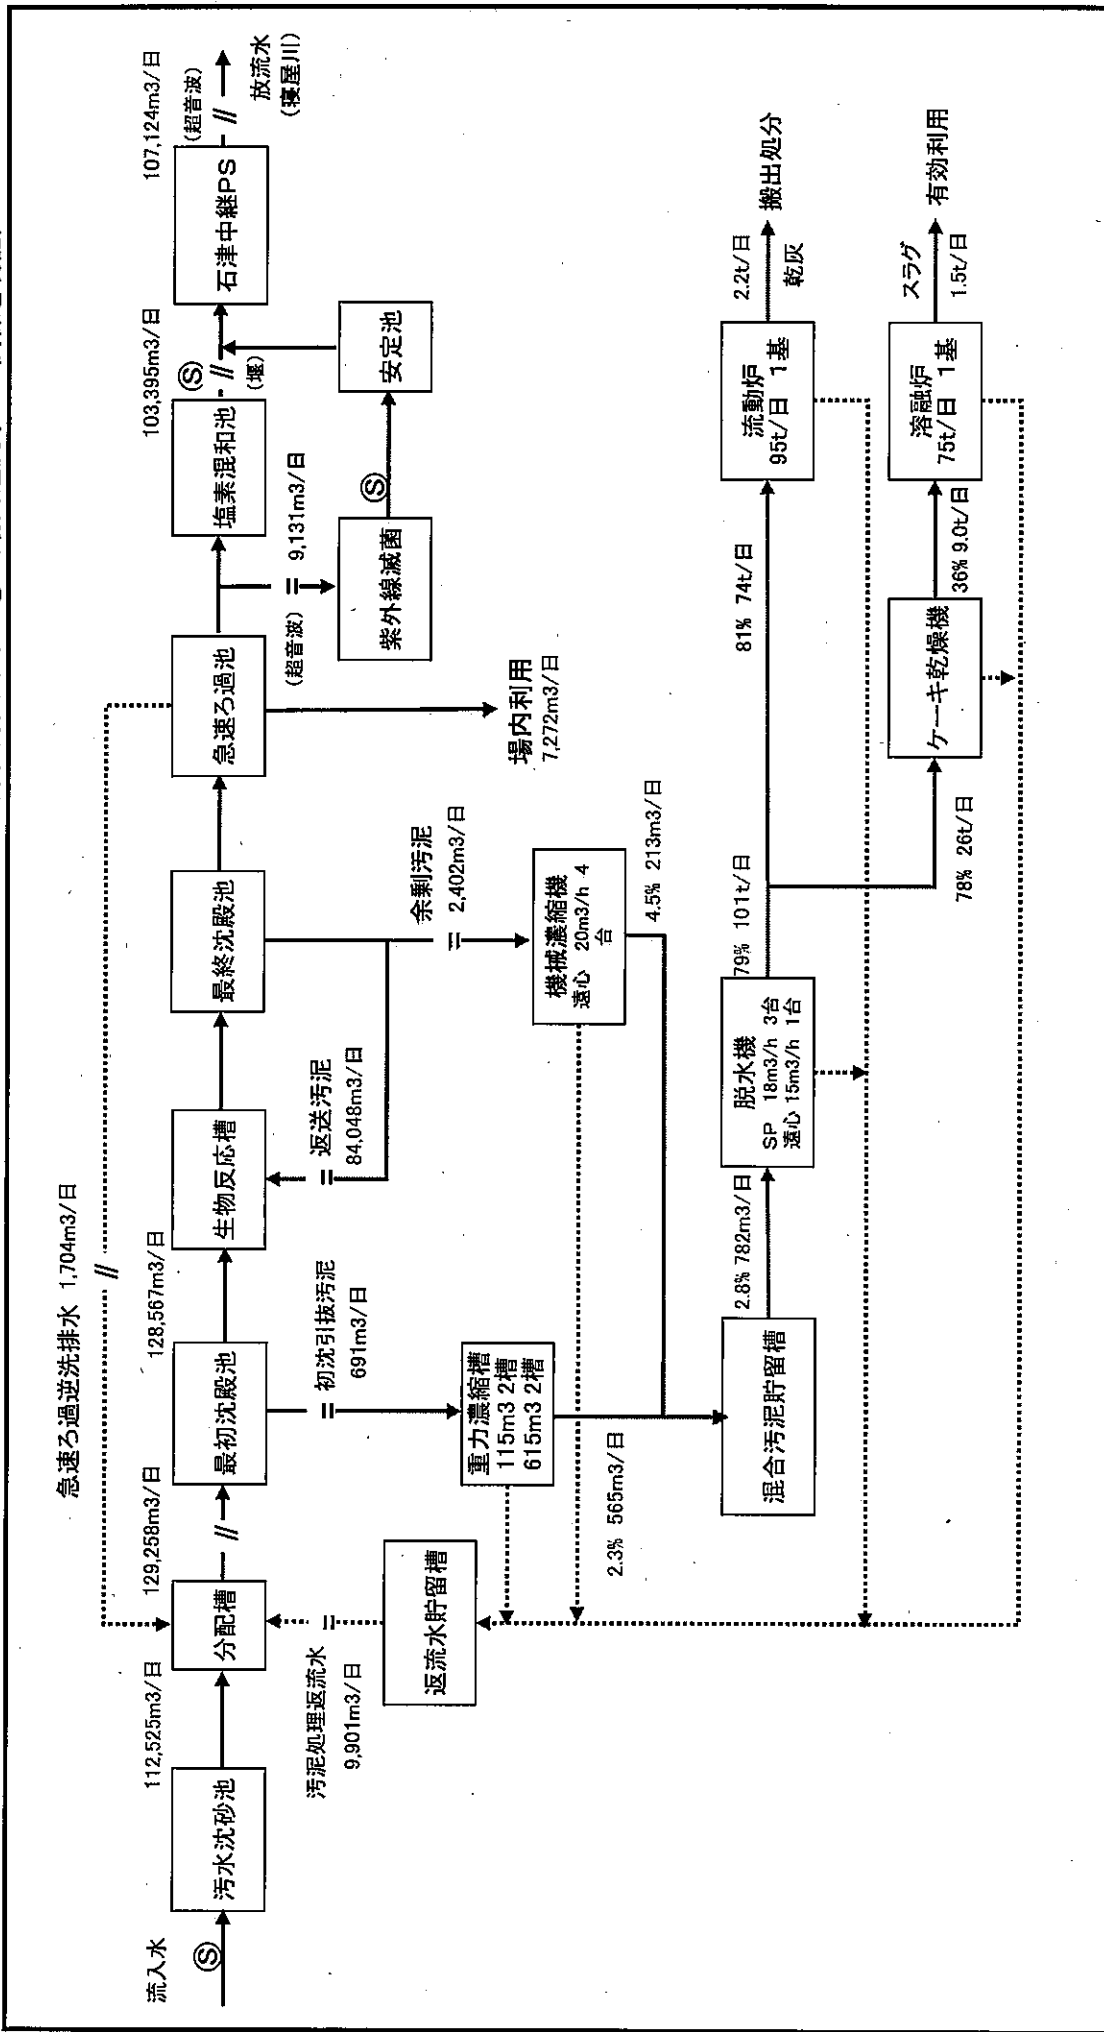 急速ろ過逆洗排水 1,704m3/日
流入水
Ⓢ
汚水沈砂池
112,525m3/日
分配槽
129,258m3/日
最初沈殿池
128,567m3/日
生物反応槽
最終沈殿池
急速ろ過池
塩素混和池
103,395m3/日
Ⓢ
(堰)
石津中継PS
107,124m3/日
(超音波)
放流水
(寝屋川)
汚泥処理返流水
9,901m3/日
返流水貯留槽
初沈引抜汚泥
691m3/日
返送汚泥
84,048m3/日
余剰汚泥
2,402m3/日
場内利用
7,272m3/日
(超音波)
9,131m3/日
紫外線滅菌
Ⓢ
安定池
重力濃縮槽
115m3 2槽
615m3 2槽
2.3% 565m3/日
機械濃縮機
遠心 20m3/h 4
台
4.5% 213m3/日
混合汚泥貯留槽
2.8% 782m3/日
脱水機
SP 18m3/h 3台
遠心 15m3/h 1台
79% 101t/日
81% 74t/日
流動炉
95t/日 1基
2.2t/日
乾灰
搬出処分
78% 26t/日
ケーキ乾燥機
36% 9.0t/日
溶融炉
75t/日 1基
スラグ
1.5t/日
有効利用